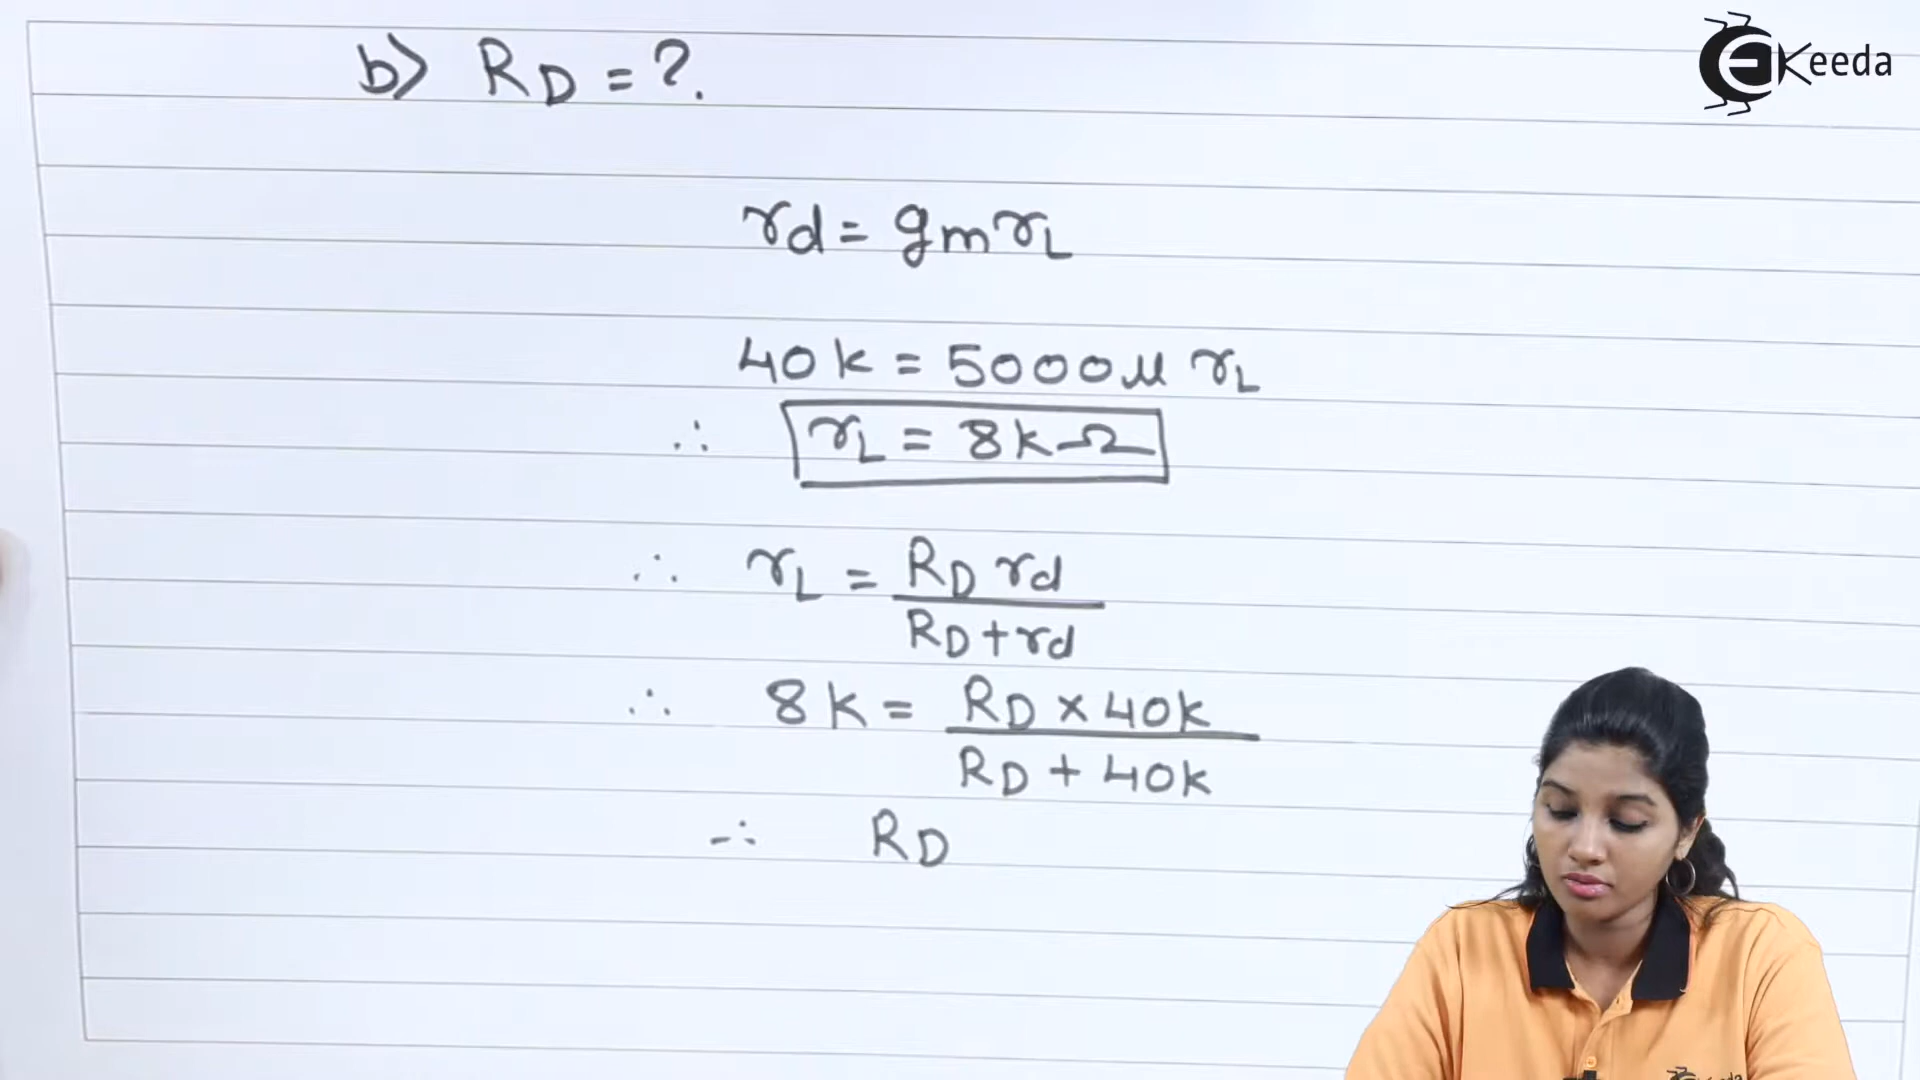 b) RD = ?.
Keeda
rd = gm rL
40k = 5000μ rL
∴ rL = 8kΩ
∴ rL = RD rd / RD + rd
∴ 8k = RD × 40k / RD + 40k
∴ RD